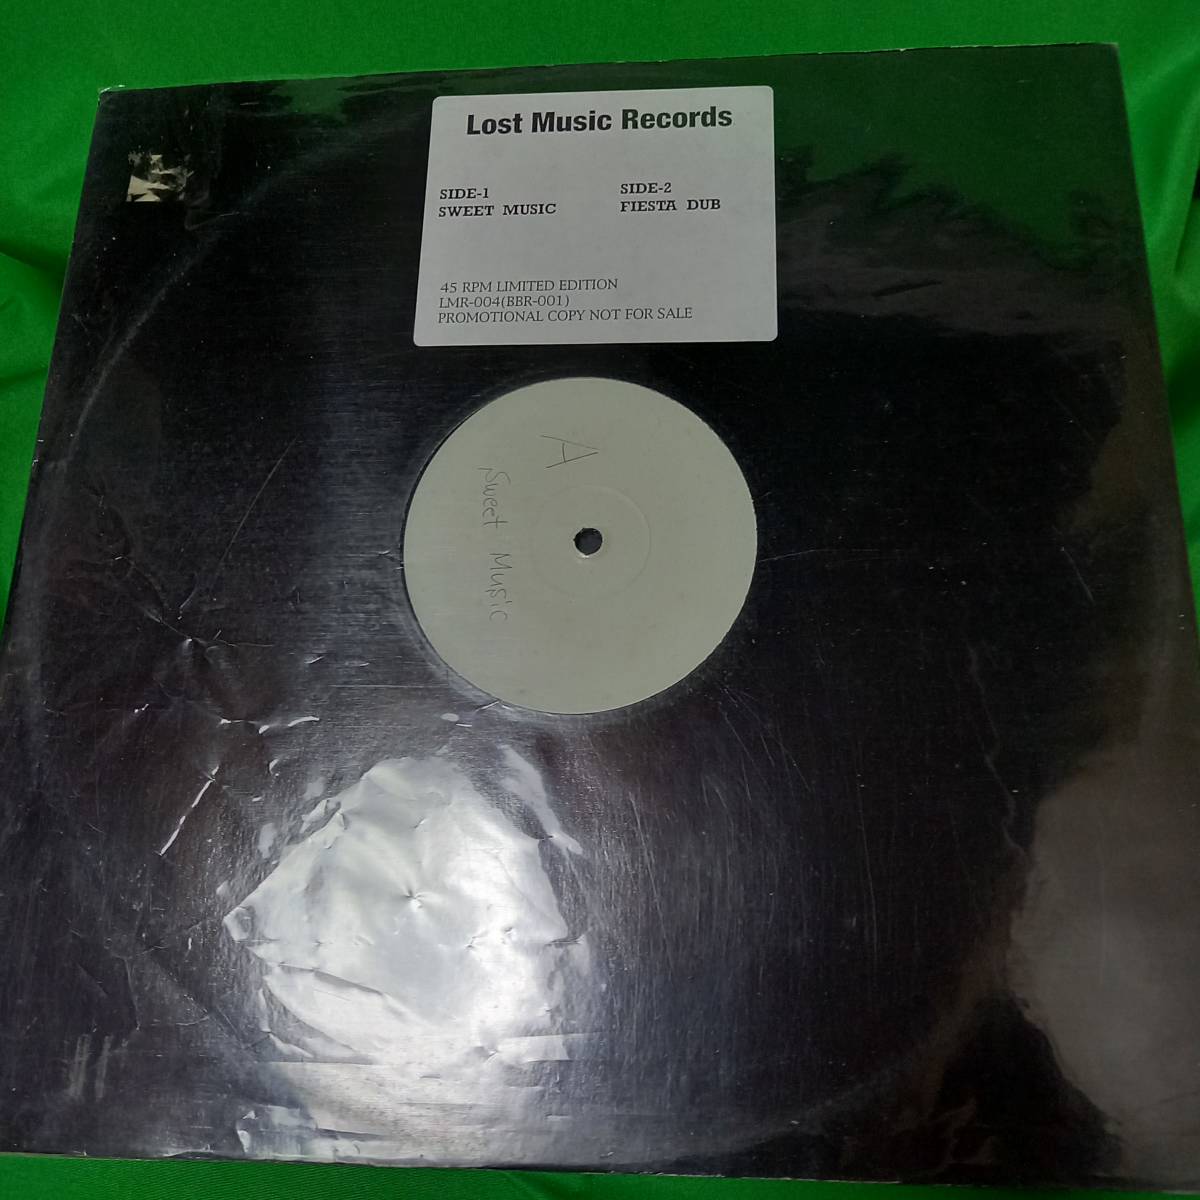 Lost Music Records
SIDE-1
SWEET MUSIC
SIDE-2
FIESTA DUB
45 RPM LIMITED EDITION
LMR-004(BBR-001)
PROMOTIONAL COPY NOT FOR SALE
A
Sweet Music